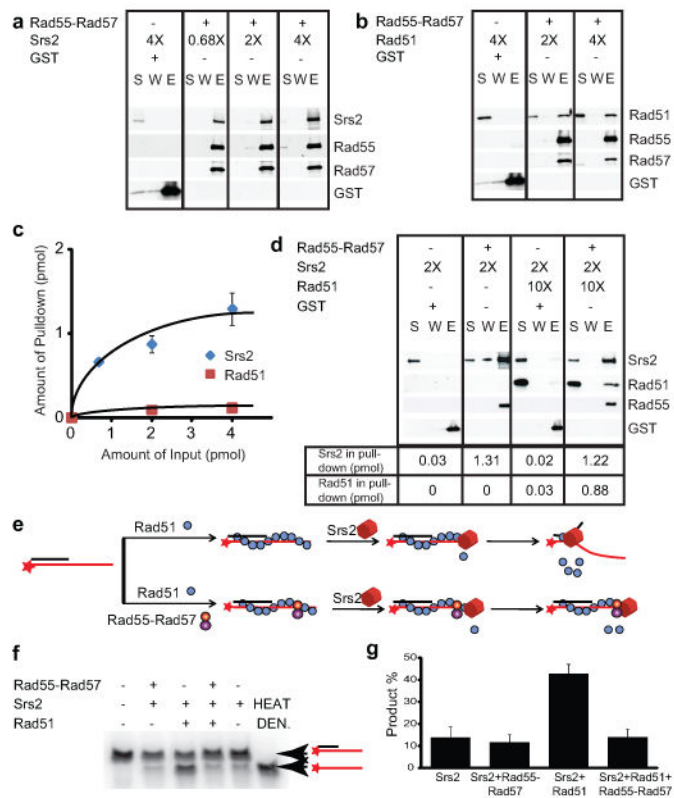 a
Rad55-Rad57 - + + +
Srs2 4X 0.68X 2X 4X
GST + - - -
S W E S W E S W E S W E
Srs2
Rad55
Rad57
GST
b
Rad55-Rad57 - + +
Rad51 4X 2X 4X
GST + - -
S W E S W E S W E
Rad51
Rad55
Rad57
GST
c
Amount of Pulldown (pmol)
2
1
0
0 1 2 3 4
Amount of Input (pmol)
Srs2
Rad51
d
Rad55-Rad57 - + - +
Srs2 2X 2X 2X 2X
Rad51 - - 10X 10X
GST + - + -
S W E S W E S W E S W E
Srs2
Rad51
Rad55
GST
Srs2 in pull-
down (pmol) 0.03 1.31 0.02 1.22
Rad51 in pull-
down (pmol) 0 0 0.03 0.88
e
Rad51 Srs2
Rad51 Srs2
Rad55-Rad57
f
Rad55-Rad57 - + - + -
Srs2 - + + + + HEAT
Rad51 - - + + - DEN.
g
Product %
50
40
30
20
10
0
Srs2 Srs2+Rad55- Srs2+ Srs2+Rad51+
Rad57 Rad51 Rad55-Rad57